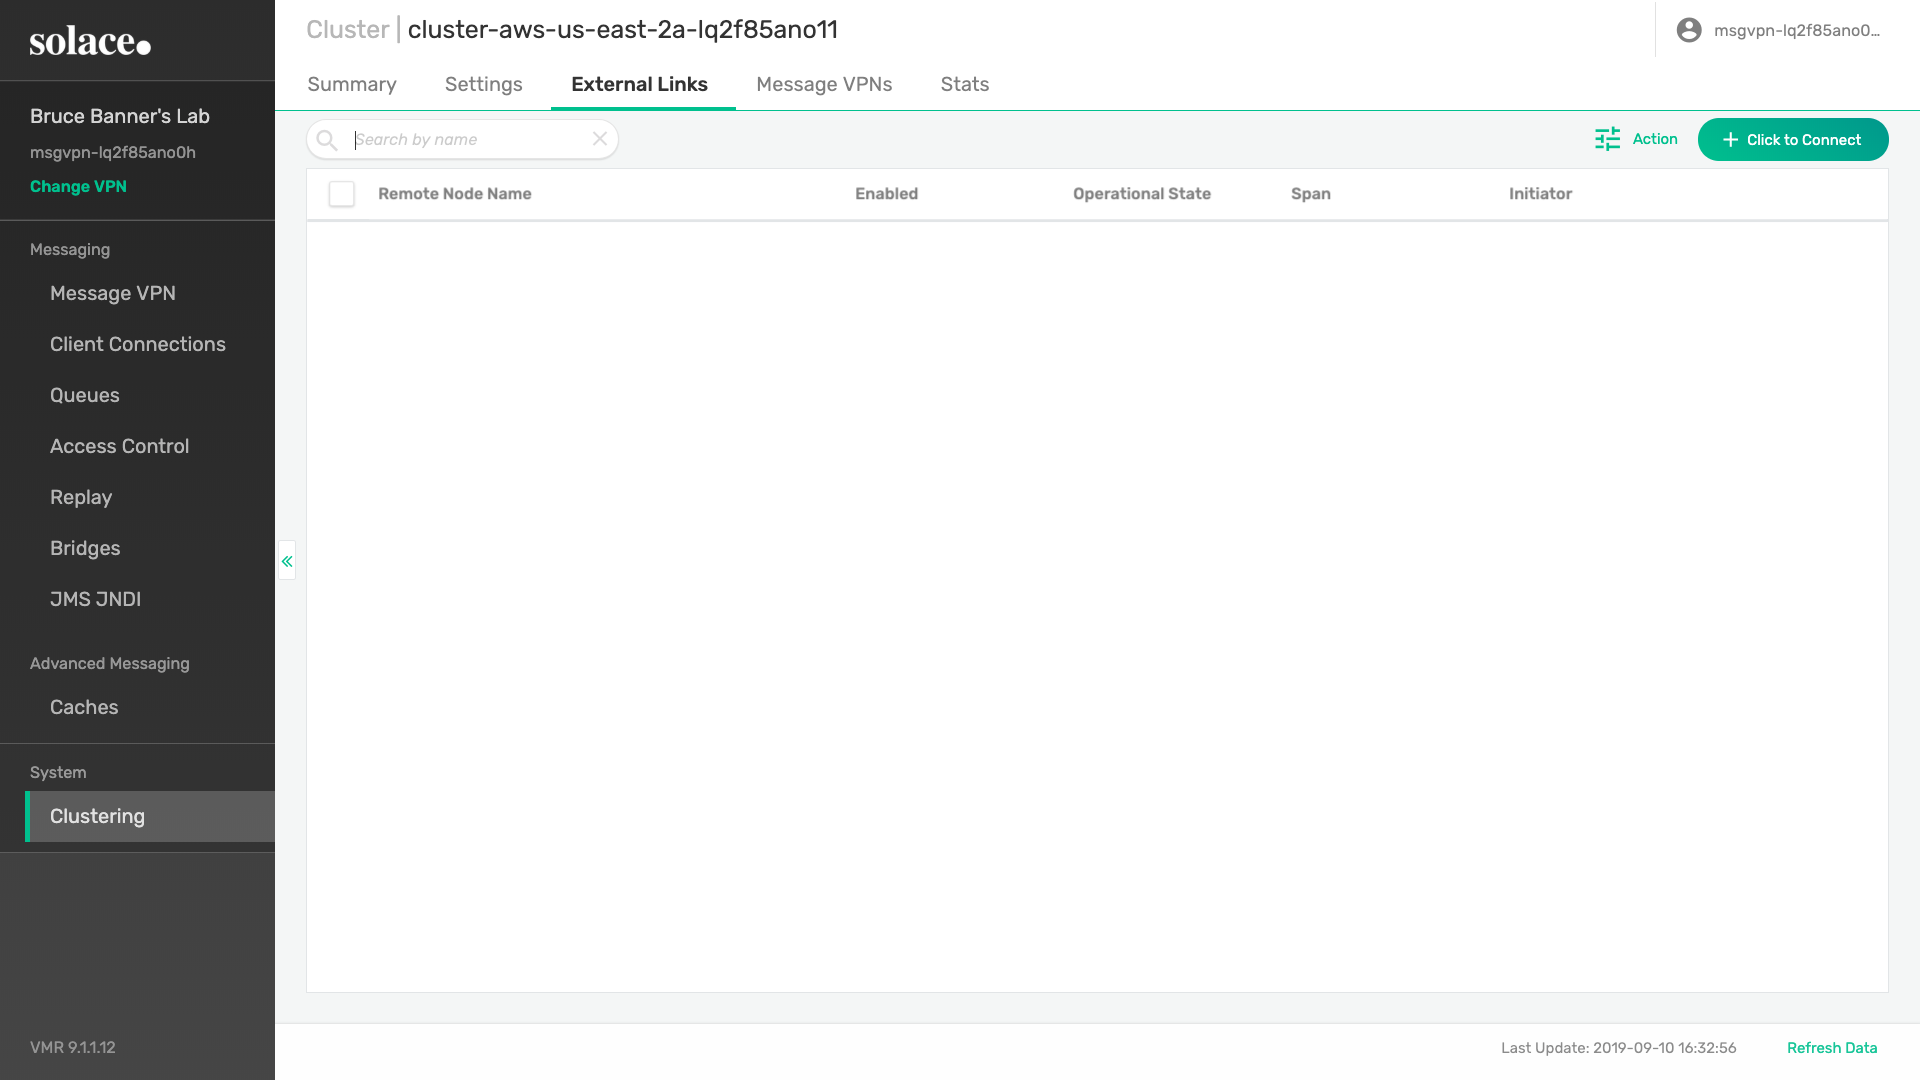 solace.
Bruce Banner's Lab
msgvpn-lq2f85ano0h
Change VPN
Messaging
Message VPN
Client Connections
Queues
Access Control
Replay
Bridges
JMS JNDI
Advanced Messaging
Caches
System
Clustering
VMR 9.1.1.12
Cluster | cluster-aws-us-east-2a-lq2f85ano11
msgvpn-lq2f85ano0...
Summary Settings External Links Message VPNs Stats
Search by name
Action
Click to Connect
Remote Node Name Enabled Operational State Span Initiator
Last Update: 2019-09-10 16:32:56 Refresh Data